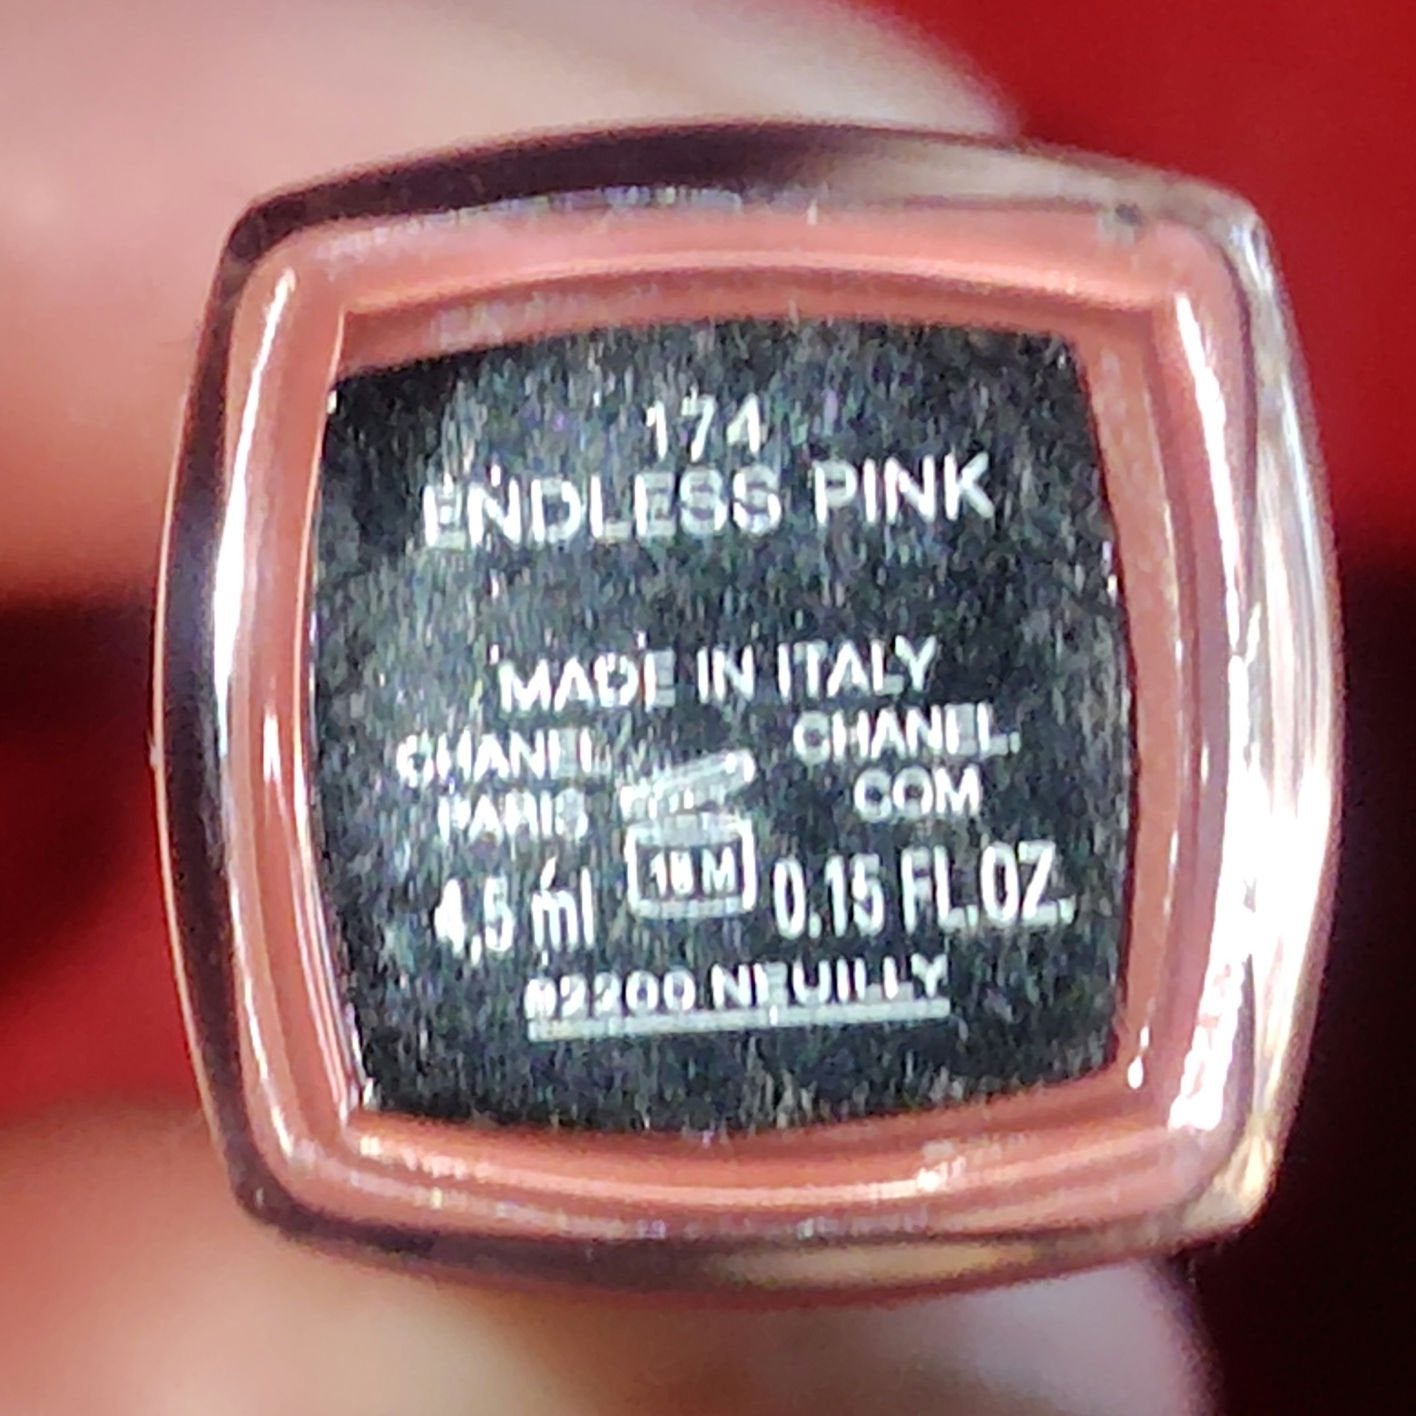 174
ENDLESS PINK
MADE IN ITALY
CHANEL
PARIS
CHANEL.
COM
4,5 ml
18M
0.15 FL.OZ.
92200 NEUILLY